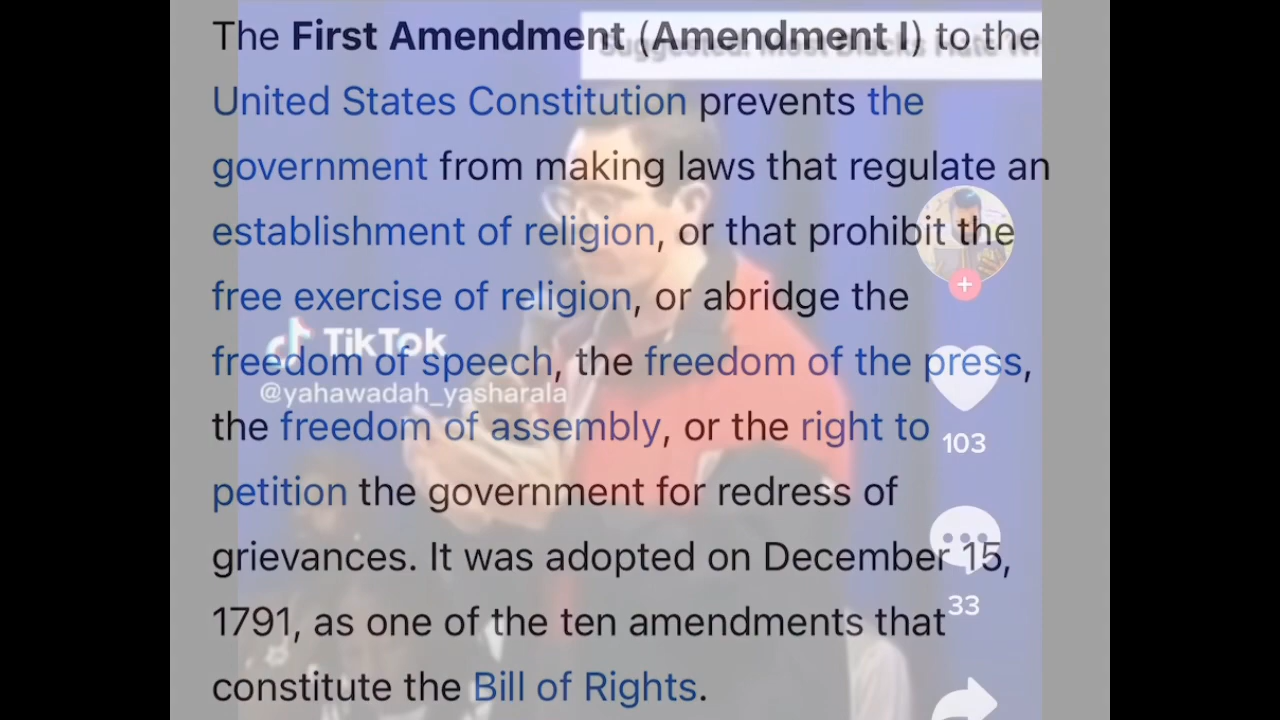 The First Amendment (Amendment I) to the
United States Constitution prevents the
government from making laws that regulate an
establishment of religion, or that prohibit the
free exercise of religion, or abridge the
TikTok
freedom of speech, the freedom of the press,
@yahawadah_yasharala
the freedom of assembly, or the right to
103
petition the government for redress of
grievances. It was adopted on December 15,
33
1791, as one of the ten amendments that
constitute the Bill of Rights.